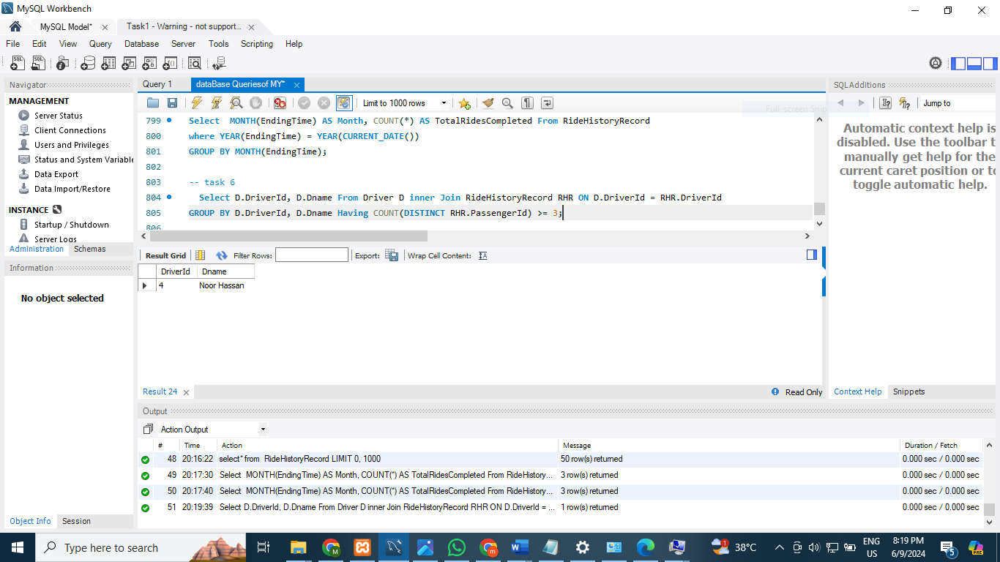 MySQL Workbench
MySQL Model*
Task1 - Warning - not support...
File Edit View Query Database Server Tools Scripting Help
Navigator
MANAGEMENT
Server Status
Client Connections
Users and Privileges
Status and System Variable
Data Export
Data Import/Restore
INSTANCE
Startup / Shutdown
Server Logs
Administration Schemas
Information
No object selected
Object Info Session
Query 1
dataBase Queriesof MY*
Limit to 1000 rows
799 Select MONTH(EndingTime) AS Month, COUNT(*) AS TotalRidesCompleted From RideHistoryRecord
800 where YEAR(EndingTime) = YEAR(CURRENT_DATE())
801 GROUP BY MONTH(EndingTime);
802
803 -- task 6
804 Select D.DriverId, D.Dname From Driver D inner Join RideHistoryRecord RHR ON D.DriverId = RHR.DriverId
805 GROUP BY D.DriverId, D.Dname Having COUNT(DISTINCT RHR.PassengerId) >= 3;
806
Result Grid Filter Rows: Export: Wrap Cell Content:
DriverId Dname
4 Noor Hassan
Result 24
Read Only
SQLAdditions
Full-screen Snip
Jump to
Automatic context help is
disabled. Use the toolbar t
manually get help for the
current caret position or to
toggle automatic help.
Context Help Snippets
Output
Action Output
# Time Action Message Duration / Fetch
48 20:16:22 select* from RideHistoryRecord LIMIT 0, 1000 50 row(s) returned 0.000 sec / 0.000 sec
49 20:17:30 Select MONTH(EndingTime) AS Month, COUNT(*) AS TotalRidesCompleted From RideHistory... 3 row(s) returned 0.000 sec / 0.000 sec
50 20:17:40 Select MONTH(EndingTime) AS Month, COUNT(*) AS TotalRidesCompleted From RideHistory... 3 row(s) returned 0.000 sec / 0.000 sec
51 20:19:39 Select D.DriverId, D.Dname From Driver D inner Join RideHistoryRecord RHR ON D.DriverId = ... 1 row(s) returned 0.000 sec / 0.000 sec
Type here to search
38°C
ENG
US
8:19 PM
6/9/2024
5